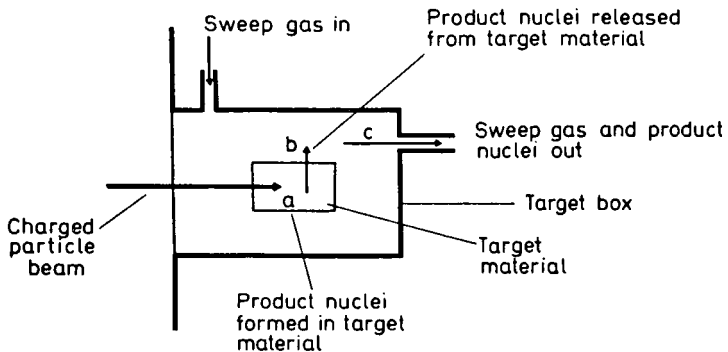 Sweep gas in
Product nuclei released
from target material
b
c
Sweep gas and product
nuclei out
a
Charged
particle
beam
Target box
Target
material
Product nuclei
formed in target
material